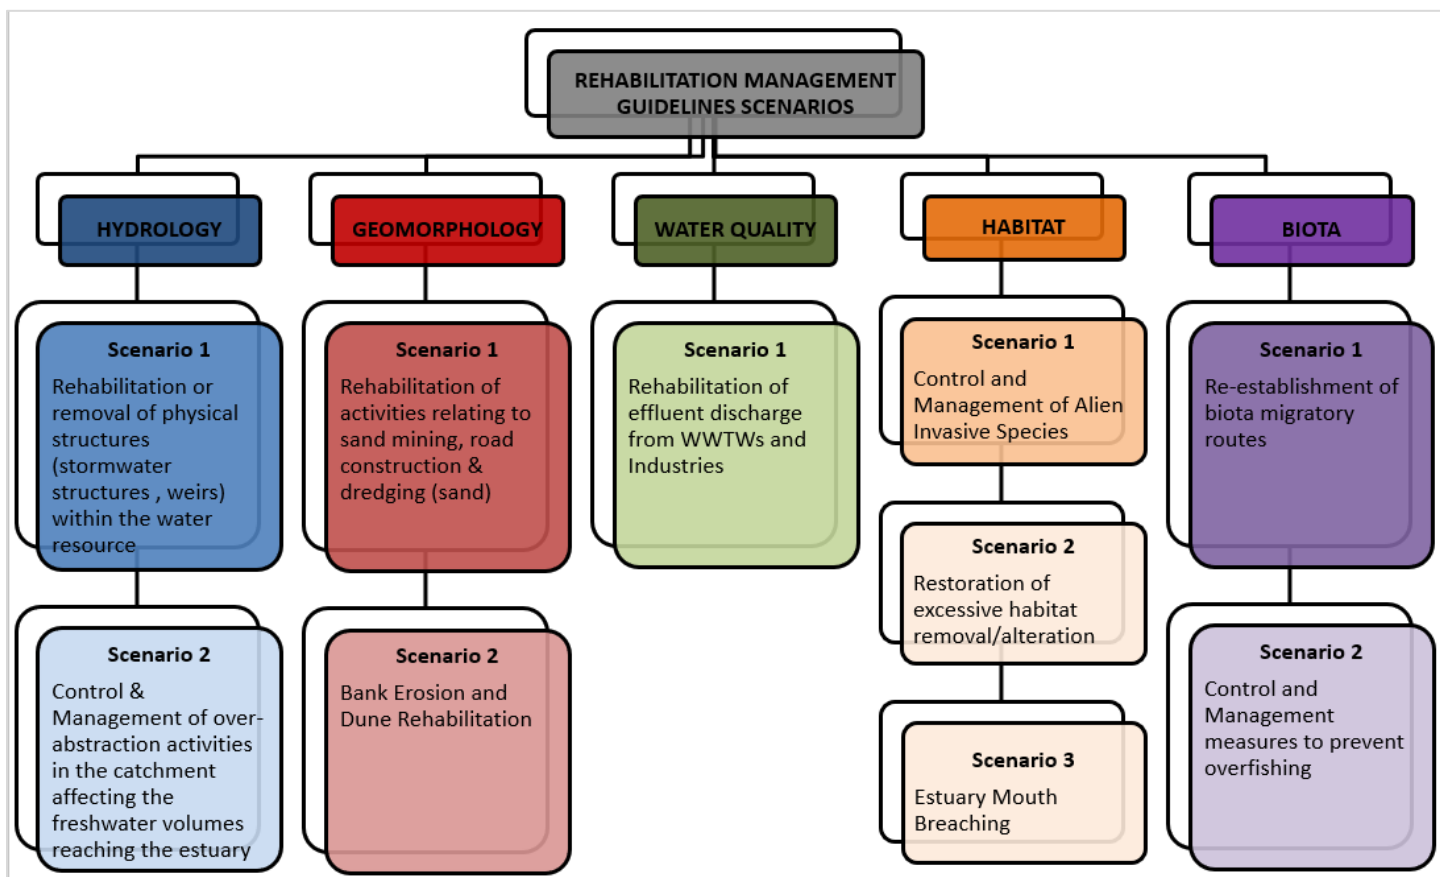 REHABILITATION MANAGEMENT
GUIDELINES SCENARIOS
HYDROLOGY
Scenario 1
Rehabilitation or
removal of physical
structures
(stormwater
structures , weirs)
within the water
resource
Scenario 2
Control &
Management of over-
abstraction activities
in the catchment
affecting the
freshwater volumes
reaching the estuary
GEOMORPHOLOGY
Scenario 1
Rehabilitation of
activities relating to
sand mining, road
construction &
dredging (sand)
Scenario 2
Bank Erosion and
Dune Rehabilitation
WATER QUALITY
Scenario 1
Rehabilitation of
effluent discharge
from WWTWs and
Industries
HABITAT
Scenario 1
Control and
Management of Alien
Invasive Species
Scenario 2
Restoration of
excessive habitat
removal/alteration
Scenario 3
Estuary Mouth
Breaching
BIOTA
Scenario 1
Re-establishment of
biota migratory
routes
Scenario 2
Control and
Management
measures to prevent
overfishing